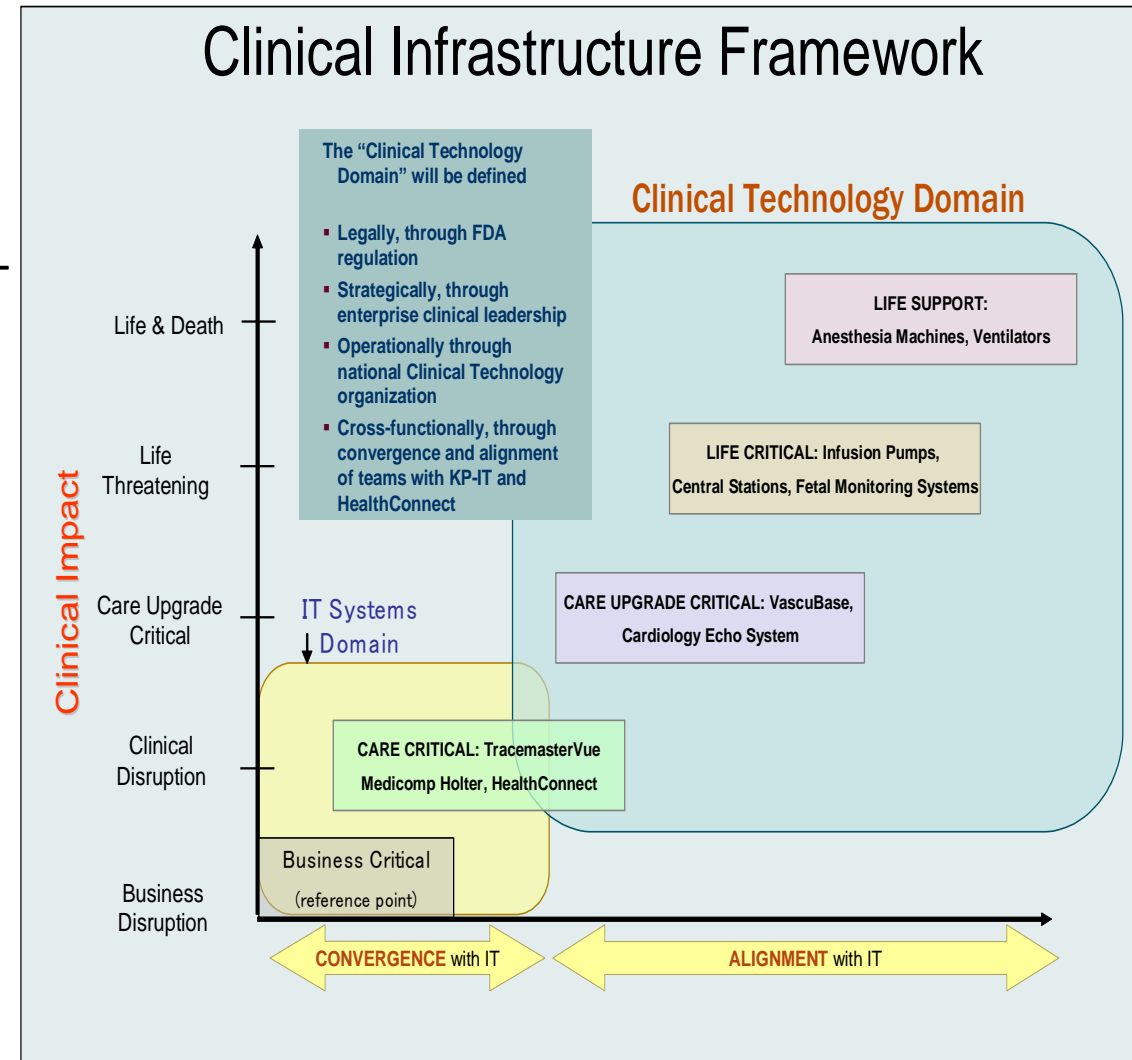 Clinical Infrastructure Framework
The “Clinical Technology
Domain” will be defined
▪ Legally, through FDA
regulation
▪ Strategically, through
enterprise clinical leadership
▪ Operationally through
national Clinical Technology
organization
▪ Cross-functionally, through
convergence and alignment
of teams with KP-IT and
HealthConnect
Clinical Technology Domain
Clinical Impact
Life & Death
Life
Threatening
Care Upgrade
Critical
Clinical
Disruption
Business
Disruption
LIFE SUPPORT:
Anesthesia Machines, Ventilators
LIFE CRITICAL: Infusion Pumps,
Central Stations, Fetal Monitoring Systems
CARE UPGRADE CRITICAL: VascuBase,
Cardiology Echo System
IT Systems
Domain
CARE CRITICAL: TracemasterVue
Medicomp Holter, HealthConnect
Business Critical
(reference point)
CONVERGENCE with IT
ALIGNMENT with IT